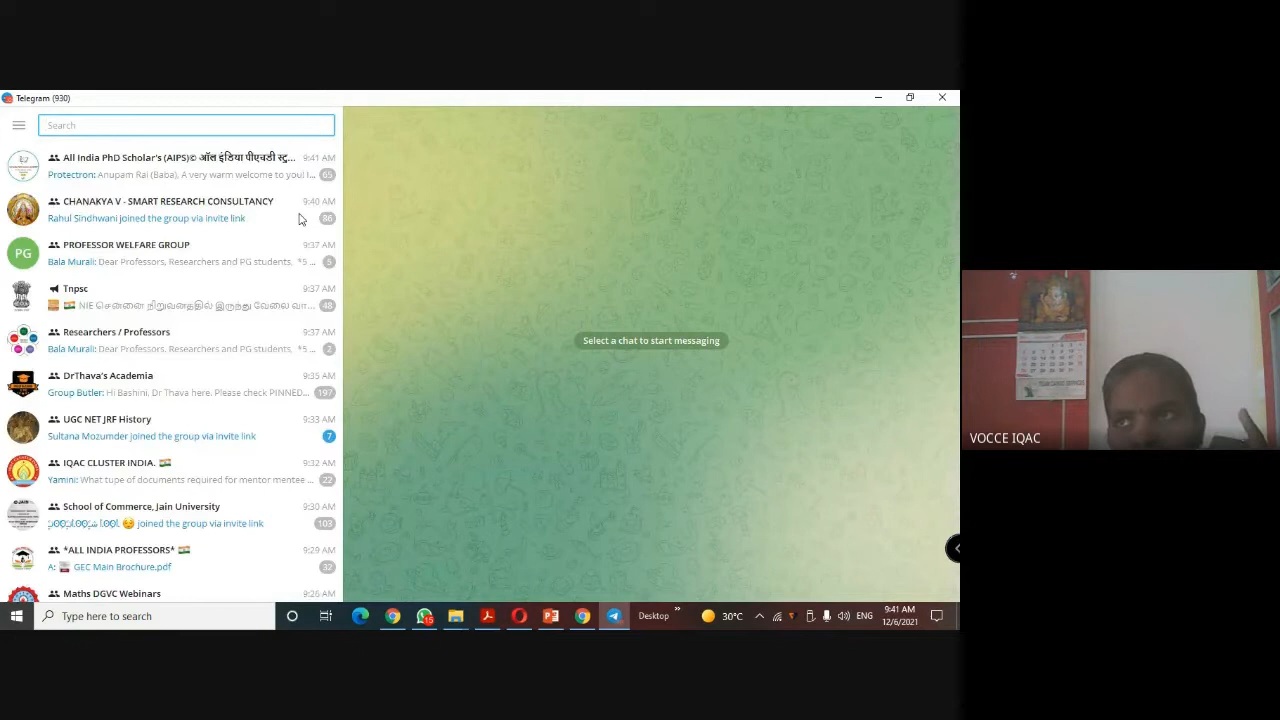 Telegram (930)
Search
All India PhD Scholar's (AIPS)© ऑल इंडिया पीएचडी स्टु... 9:41 AM
Protectron: Anupam Rai (Baba), A very warm welcome to you! I... 65
CHANAKYA V - SMART RESEARCH CONSULTANCY 9:40 AM
Rahul Sindhwani joined the group via invite link 86
PG
PROFESSOR WELFARE GROUP 9:37 AM
Bala Murali: Dear Professors, Researchers and PG students, *5 ... 5
Tnpsc 9:37 AM
NIE சென்னை நிறுவனத்தில் இருந்து வேலை வா... 48
Researchers / Professors 9:37 AM
Bala Murali: Dear Professors, Researchers and PG students, *5 ... 2
DrThava's Academia 9:35 AM
Group Butler: Hi Bashini, Dr Thava here. Please check PINNED... 197
UGC NET JRF History 9:33 AM
Sultana Mozumder joined the group via invite link 7
IQAC CLUSTER INDIA. 9:32 AM
Yamini: What tupe of documents required for mentor mentee ... 22
School of Commerce, Jain University 9:30 AM
joined the group via invite link 103
*ALL INDIA PROFESSORS* 9:29 AM
A: GEC Main Brochure.pdf 32
Maths DGVC Webinars 9:26 AM
Select a chat to start messaging
VOCCE IQAC
Type here to search
15
Desktop
30°C
ENG
9:41 AM
12/6/2021